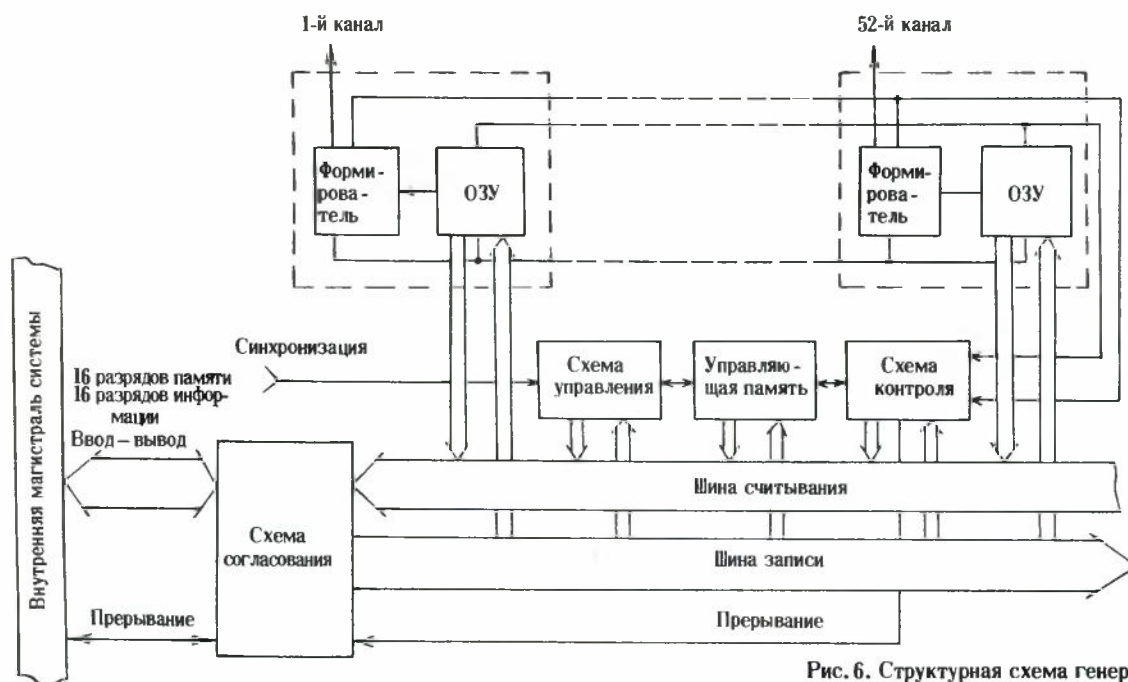 1-й канал
52-й канал
Форми-
рова-
тель
ОЗУ
Форми-
рова-
тель
ОЗУ
Внутренняя магистраль системы
Синхронизация
16 разрядов памяти
16 разрядов инфор-
мации
Ввод – вывод
Схема
управления
Управляю-
щая память
Схема
контроля
Шина считывания
Схема
согласования
Шина записи
Прерывание
Прерывание
Рис. 6. Структурная схема генер